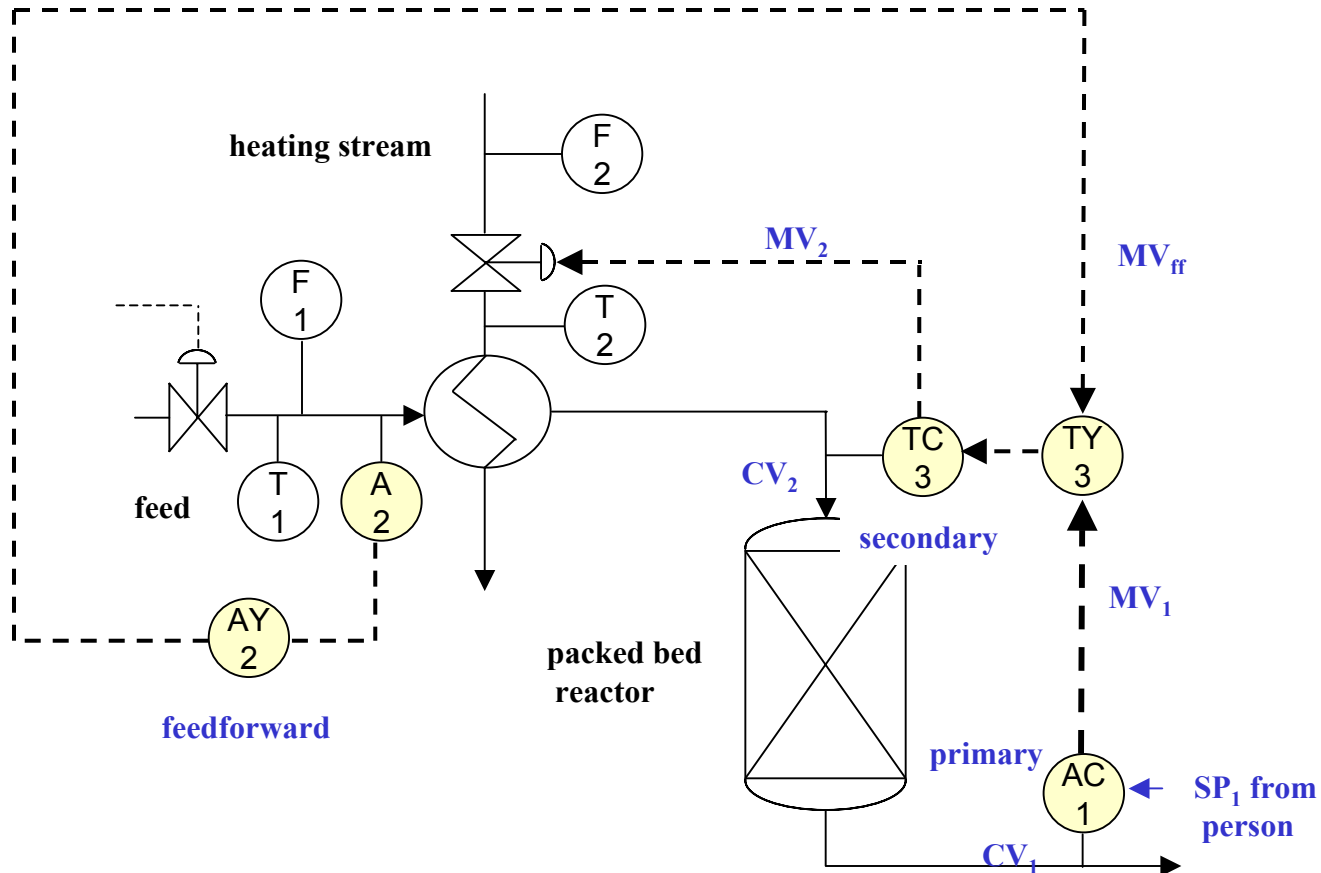 F
2
heating stream
MV2
MVff
F
1
T
2
TC
3
TY
3
CV2
T
1
A
2
feed
secondary
MV1
AY
2
packed bed
reactor
feedforward
primary
AC
1
SP1 from
person
CV1